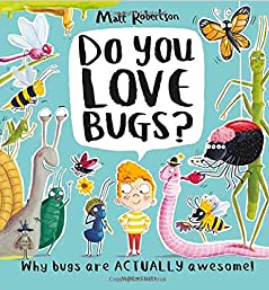 Matt Robertson
DO YOU
LOVE
BUGS?
Why bugs are ACTUALLY awesome!